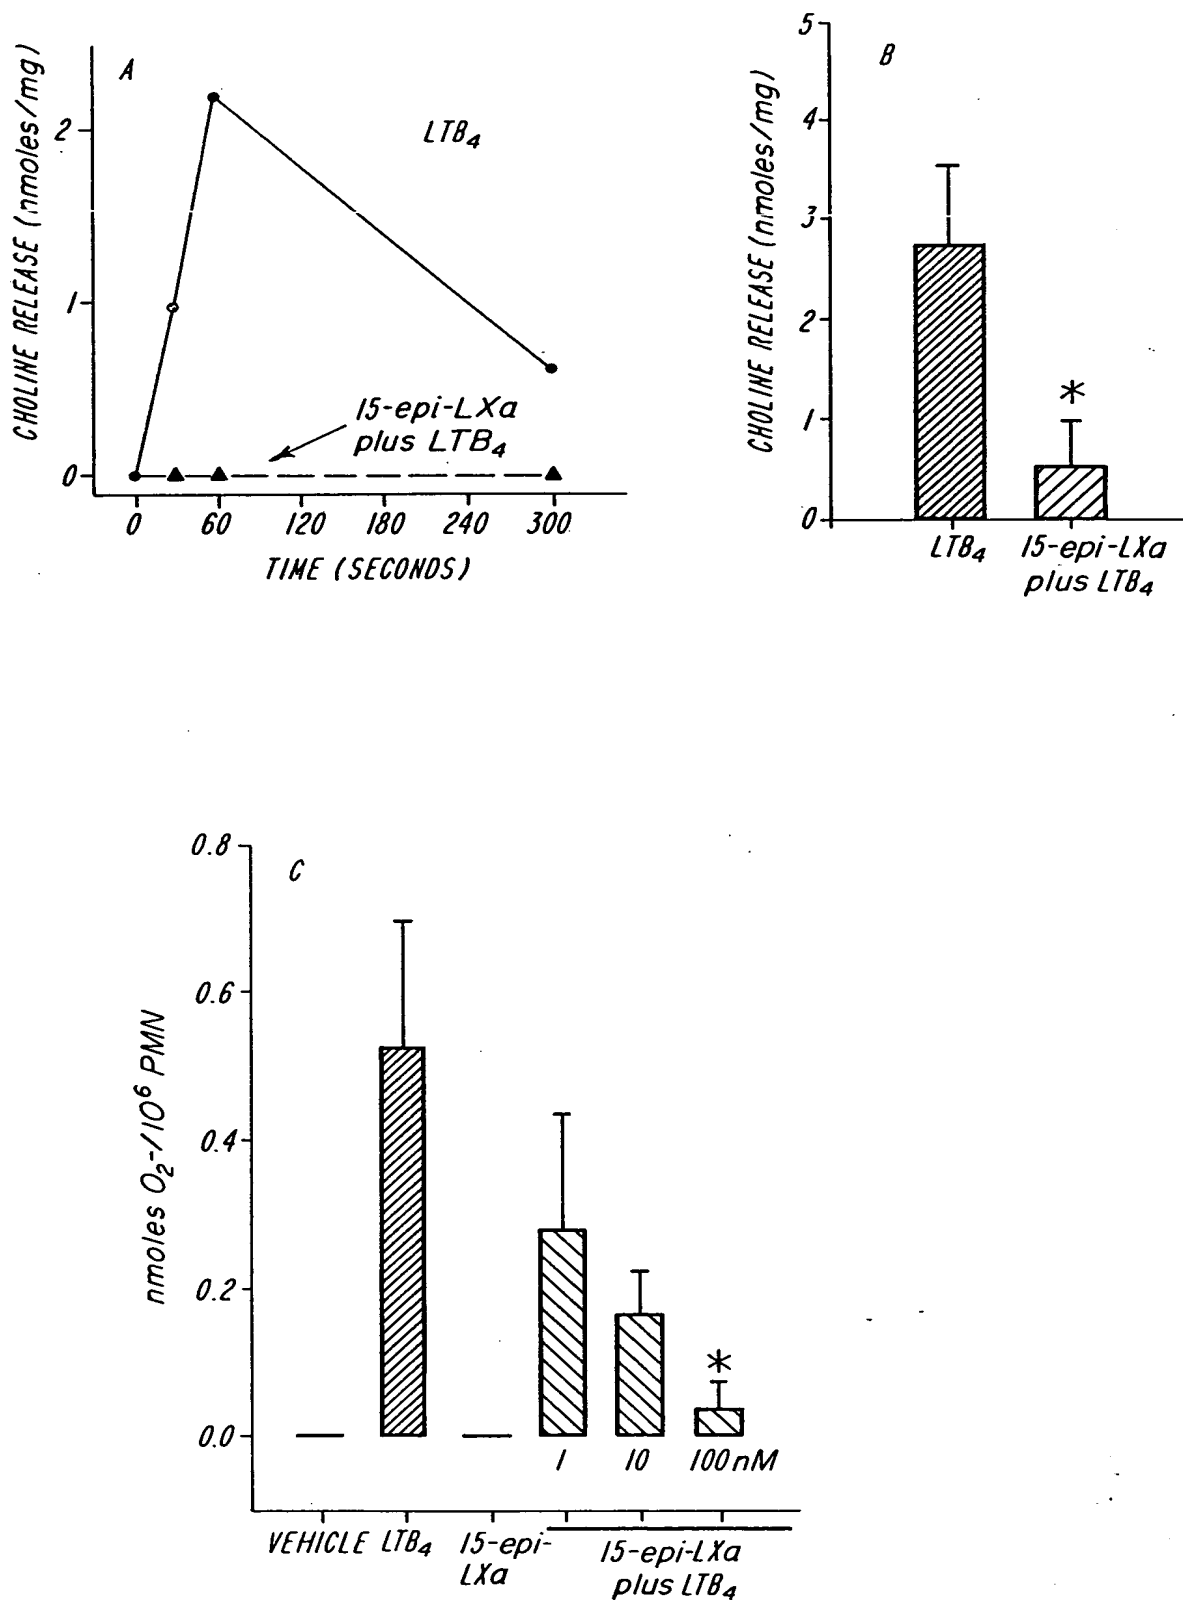 A
CHOLINE RELEASE (nmoles/mg)
2
1
0
LTB4
15-epi-LXa
plus LTB4
0 60 120 180 240 300
TIME (SECONDS)
B
CHOLINE RELEASE (nmoles/mg)
5
4
3
2
1
0
*
LTB4 15-epi-LXa
plus LTB4
C
nmoles O2-/10^6 PMN
0.8
0.6
0.4
0.2
0.0
*
1 10 100 nM
VEHICLE LTB4 15-epi- 15-epi-LXa
LXa plus LTB4